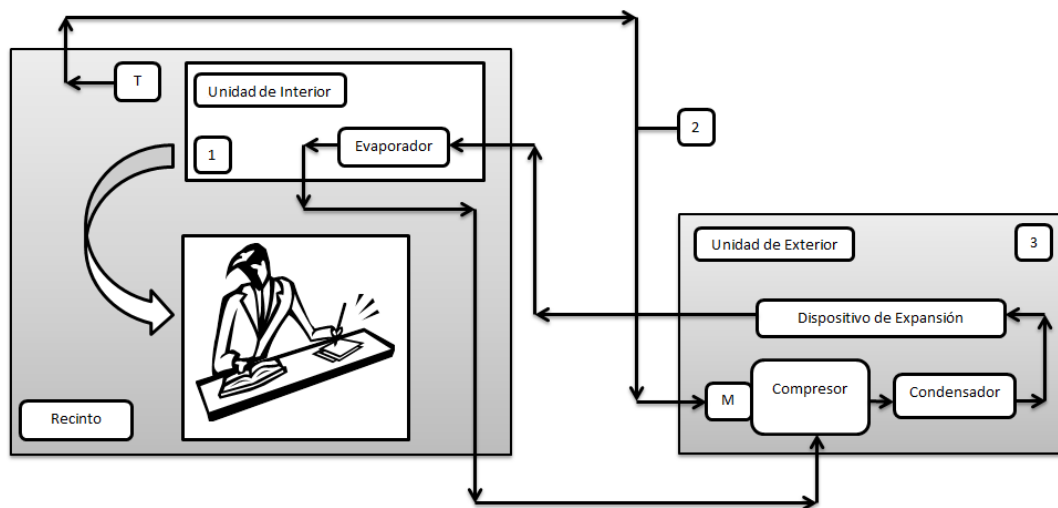 T
Unidad de Interior
1
Evaporador
2
Unidad de Exterior
3
Dispositivo de Expansión
M
Compresor
Condensador
Recinto